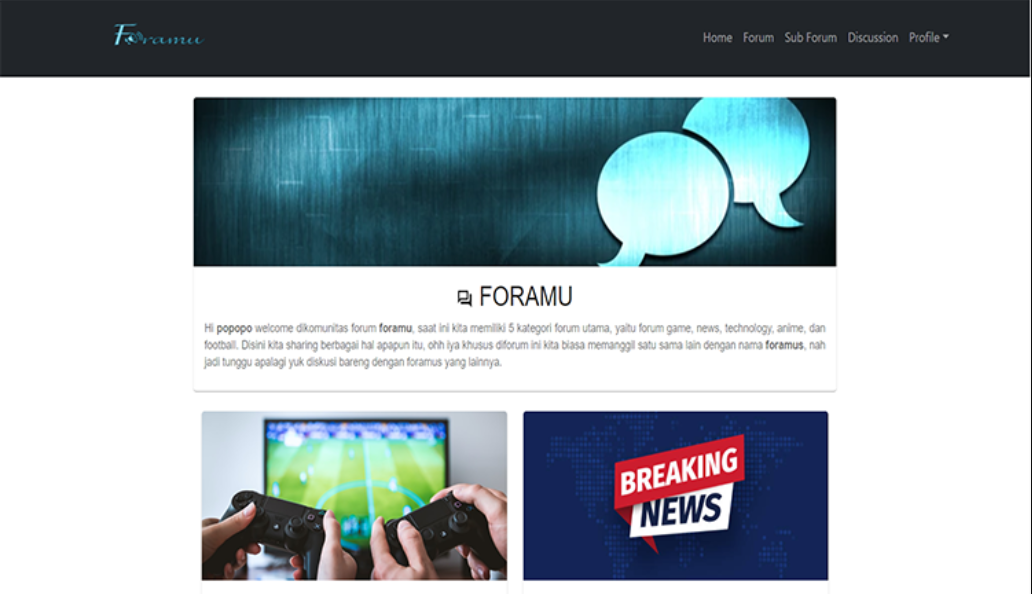 Foramu
Home Forum Sub Forum Discussion Profile
FORAMU
Hi popopo welcome dikomunitas forum foramu, saat ini kita memiliki 5 kategori forum utama, yaitu forum game, news, technology, anime, dan
football. Disini kita sharing berbagai hal apapun itu, ohh iya khusus diforum ini kita biasa memanggil satu sama lain dengan nama foramus, nah
jadi tunggu apalagi yuk diskusi bareng dengan foramus yang lainnya.
BREAKING
NEWS